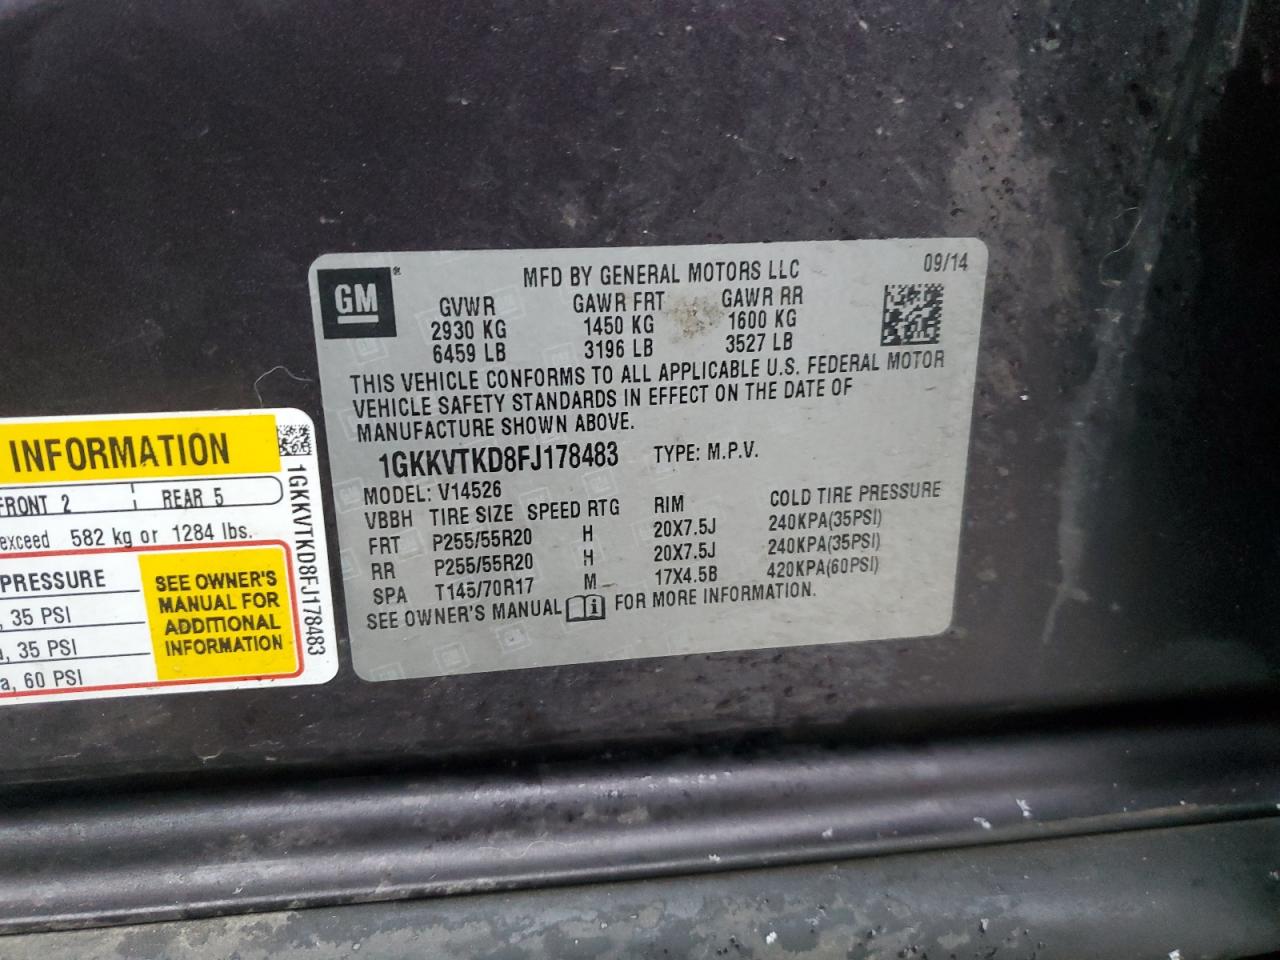 GM
®
MFD BY GENERAL MOTORS LLC
09/14
GVWR GAWR FRT GAWR RR
2930 KG 1450 KG 1600 KG
6459 LB 3196 LB 3527 LB
THIS VEHICLE CONFORMS TO ALL APPLICABLE U.S. FEDERAL MOTOR
VEHICLE SAFETY STANDARDS IN EFFECT ON THE DATE OF
MANUFACTURE SHOWN ABOVE.
1GKKVTKD8FJ178483 TYPE: M.P.V.
MODEL: V14526
VBBH TIRE SIZE SPEED RTG RIM COLD TIRE PRESSURE
FRT P255/55R20 H 20X7.5J 240KPA(35PSI)
RR P255/55R20 H 20X7.5J 240KPA(35PSI)
SPA T145/70R17 M 17X4.5B 420KPA(60PSI)
SEE OWNER'S MANUAL FOR MORE INFORMATION.
INFORMATION
FRONT 2 REAR 5
exceed 582 kg or 1284 lbs.
PRESSURE
, 35 PSI
a, 35 PSI
a, 60 PSI
SEE OWNER'S
MANUAL FOR
ADDITIONAL
INFORMATION
1GKKVTKD8FJ178483